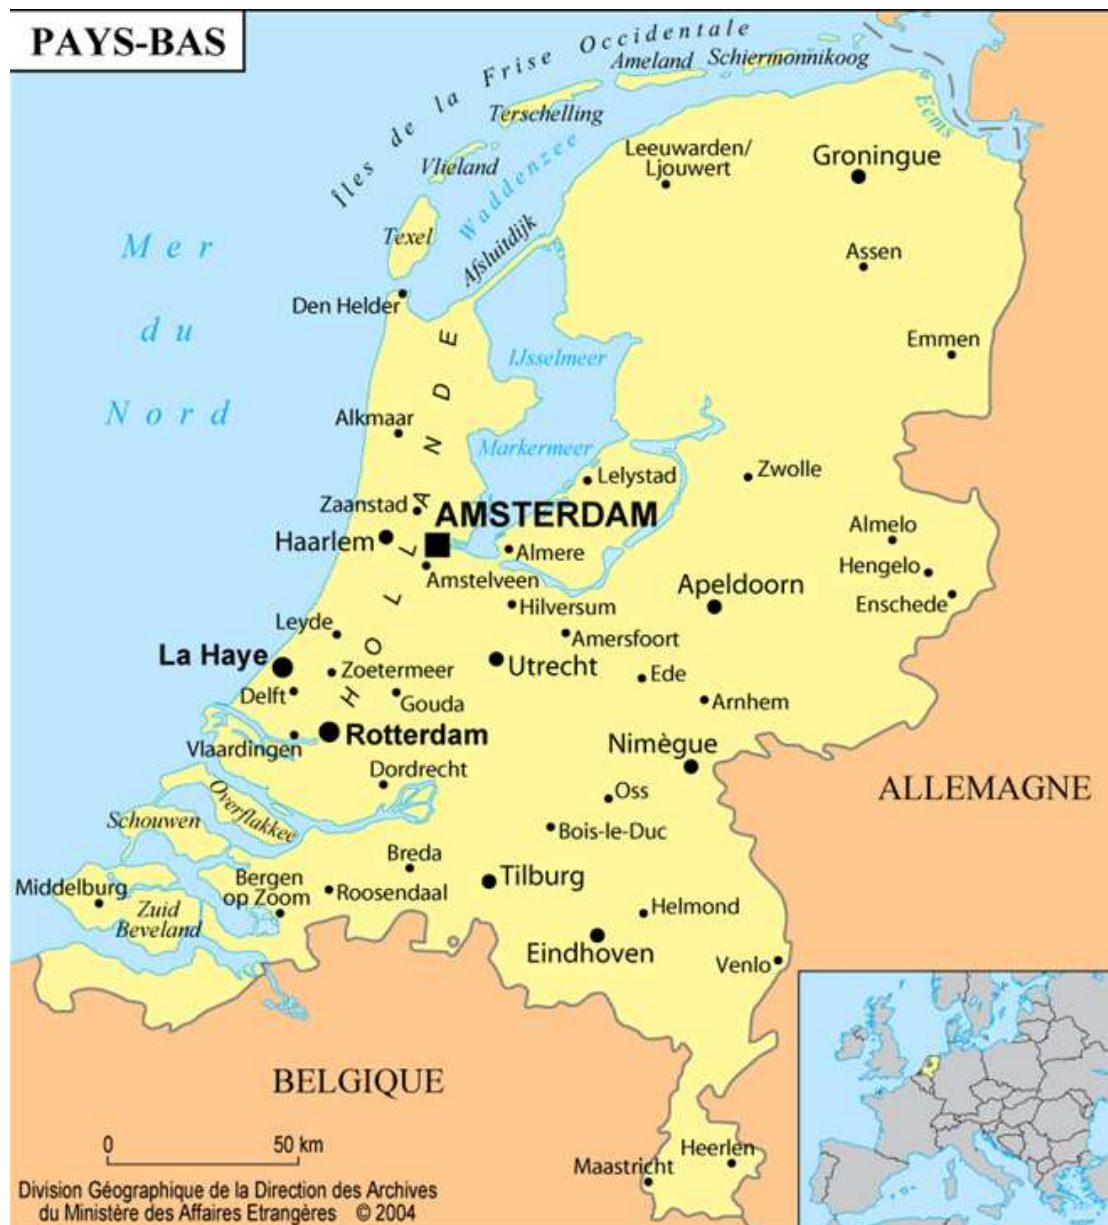 PAYS-BAS
Îles de la Frise Occidentale
Ameland
Schiermonnikoog
Terschelling
Vlieland
Waddenzee
Eems
Leeuwarden/
Ljouwert
Groningue
Texel
Afsluitdijk
Mer
du
Nord
Assen
Den Helder
Emmen
IJsselmeer
HOLLANDE
Alkmaar
Markermeer
Lelystad
Zwolle
Zaanstad
AMSTERDAM
Haarlem
Almere
Almelo
Amstelveen
Hengelo
Apeldoorn
Enschede
Hilversum
Leyde
Amersfoort
La Haye
Zoetermeer
Utrecht
Ede
Delft
Gouda
Arnhem
Vlaardingen
Rotterdam
Nimègue
Dordrecht
ALLEMAGNE
Oss
Overflakkee
Schouwen
Bois-le-Duc
Breda
Middelburg
Bergen
op Zoom
Roosendaal
Tilburg
Zuid
Beveland
Helmond
Eindhoven
Venlo
BELGIQUE
0 50 km
Heerlen
Maastricht
Division Géographique de la Direction des Archives
du Ministère des Affaires Etrangères © 2004